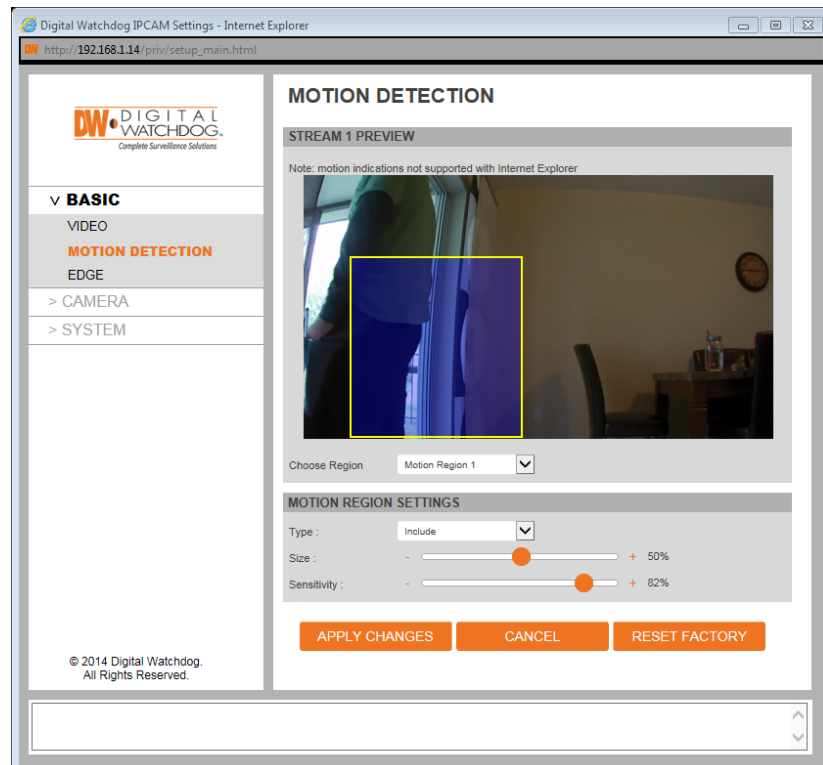 Digital Watchdog IPCAM Settings - Internet Explorer
DW http://192.168.1.14/priv/setup_main.html
DW DIGITAL
WATCHDOG™
Complete Surveillance Solutions
v BASIC
VIDEO
MOTION DETECTION
EDGE
> CAMERA
> SYSTEM
© 2014 Digital Watchdog.
All Rights Reserved.
MOTION DETECTION
STREAM 1 PREVIEW
Note: motion indications not supported with Internet Explorer
Choose Region Motion Region 1
MOTION REGION SETTINGS
Type : Include
Size : - + 50%
Sensitivity : - + 82%
APPLY CHANGES CANCEL RESET FACTORY